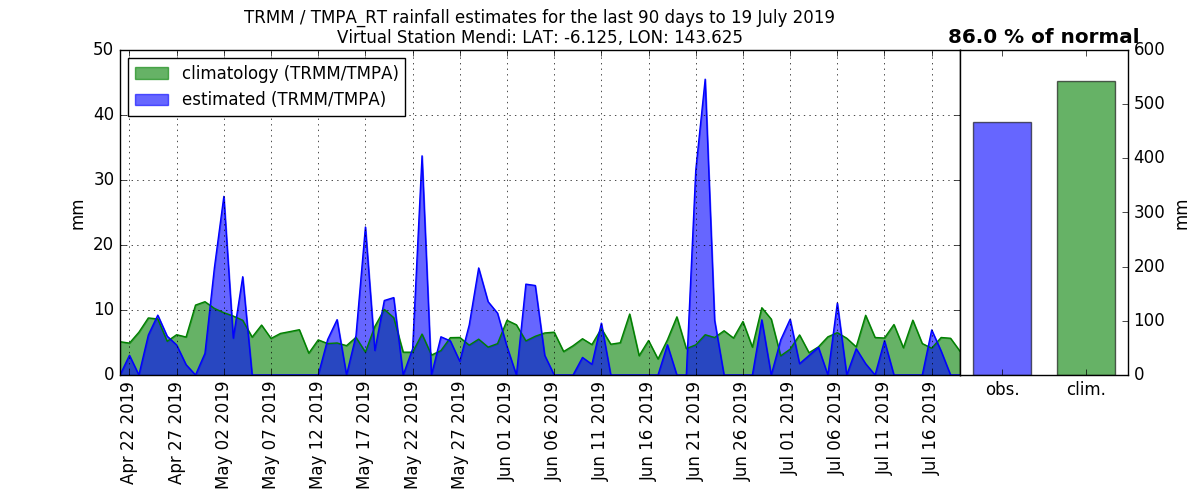 TRMM / TMPA_RT rainfall estimates for the last 90 days to 19 July 2019
Virtual Station Mendi: LAT: -6.125, LON: 143.625
86.0 % of normal
climatology (TRMM/TMPA)
estimated (TRMM/TMPA)
50
40
30
20
10
0
mm
Apr 22 2019
Apr 27 2019
May 02 2019
May 07 2019
May 12 2019
May 17 2019
May 22 2019
May 27 2019
Jun 01 2019
Jun 06 2019
Jun 11 2019
Jun 16 2019
Jun 21 2019
Jun 26 2019
Jul 01 2019
Jul 06 2019
Jul 11 2019
Jul 16 2019
obs.
clim.
600
500
400
300
200
100
0
mm